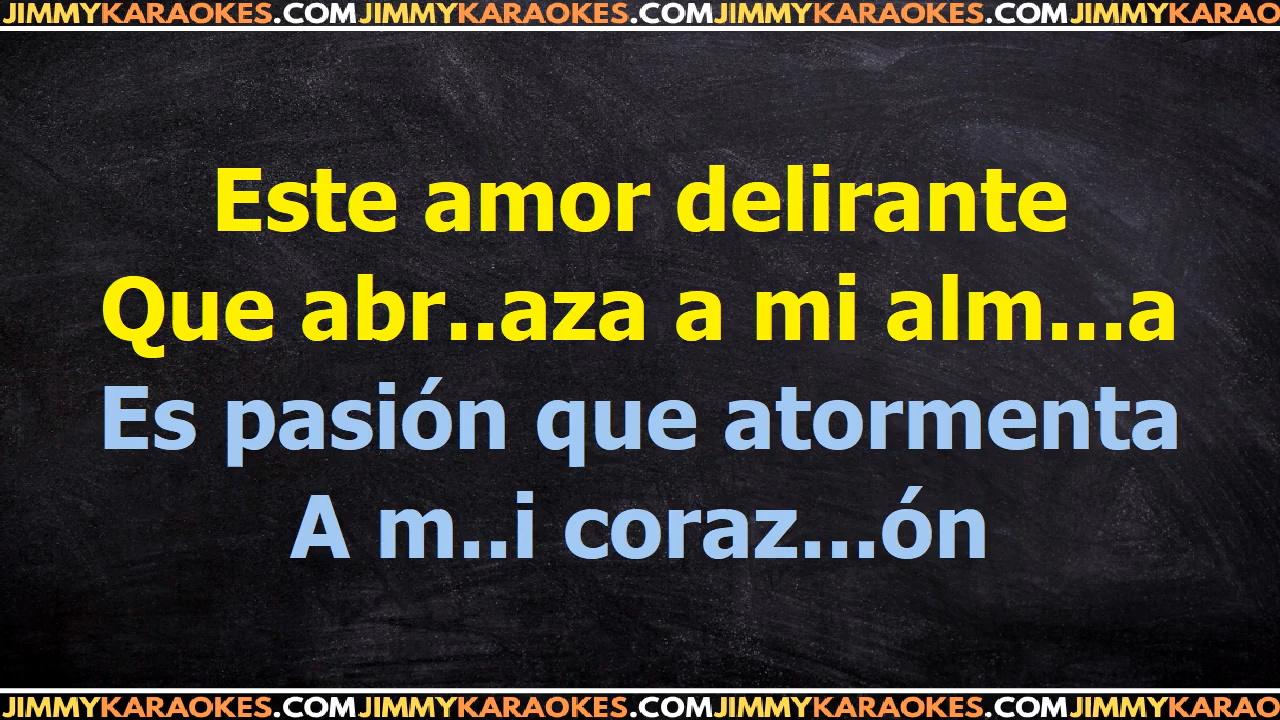 JIMMYKARAOKES.COMJIMMYKARAOKES.COMJIMMYKARAOKES.COMJIMMYKARAO
Este amor delirante
Que abr..aza a mi alm...a
Es pasión que atormenta
A m..i coraz...ón
JIMMYKARAOKES.COMJIMMYKARAOKES.COMJIMMYKARAOKES.COMJIMMYKARAO